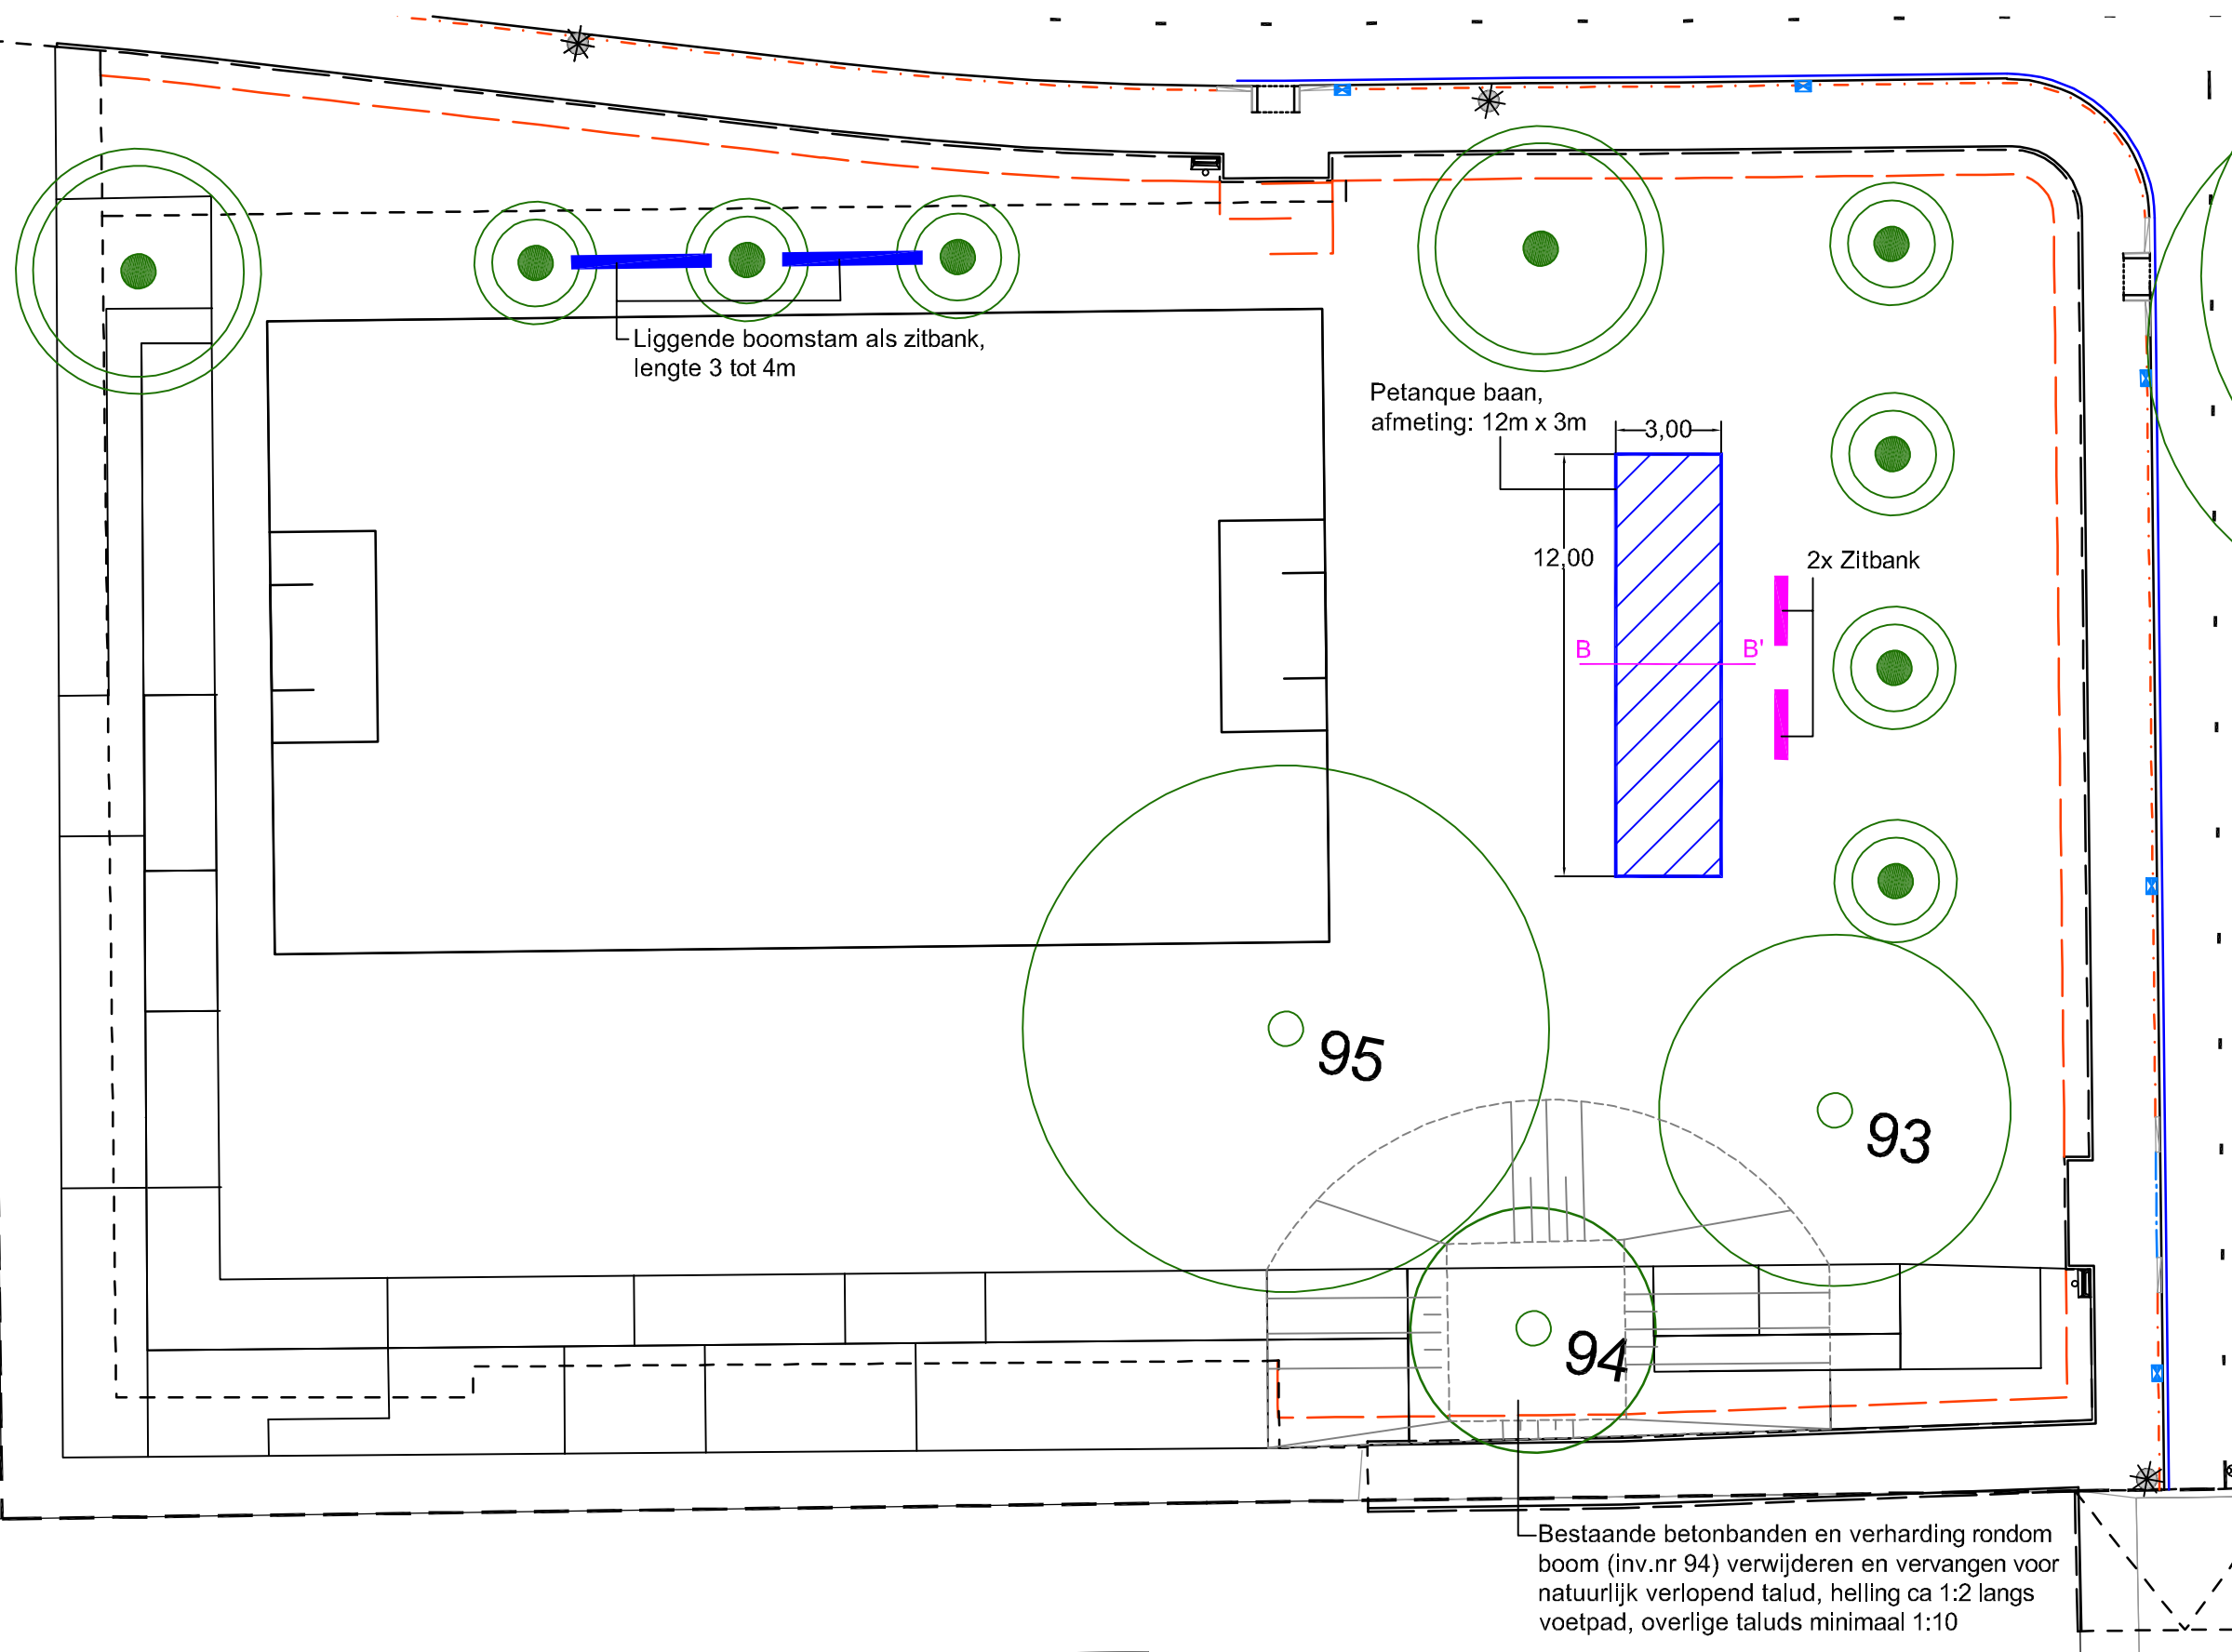 Liggende boomstam als zitbank,
lengte 3 tot 4m
Petanque baan,
afmeting: 12m x 3m
3,00
12,00
2x Zitbank
B
B'
95
93
94
Bestaande betonbanden en verharding rondom
boom (inv.nr 94) verwijderen en vervangen voor
natuurlijk verlopend talud, helling ca 1:2 langs
voetpad, overlige taluds minimaal 1:10